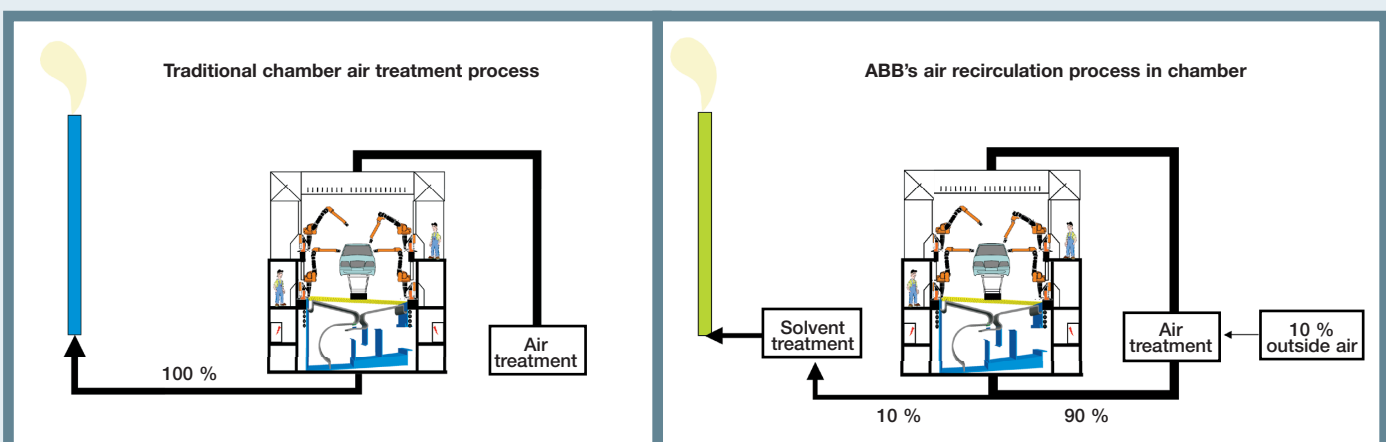 Traditional chamber air treatment process
Air
treatment
100 %
ABB's air recirculation process in chamber
Solvent
treatment
Air
treatment
10 %
outside air
10 %
90 %